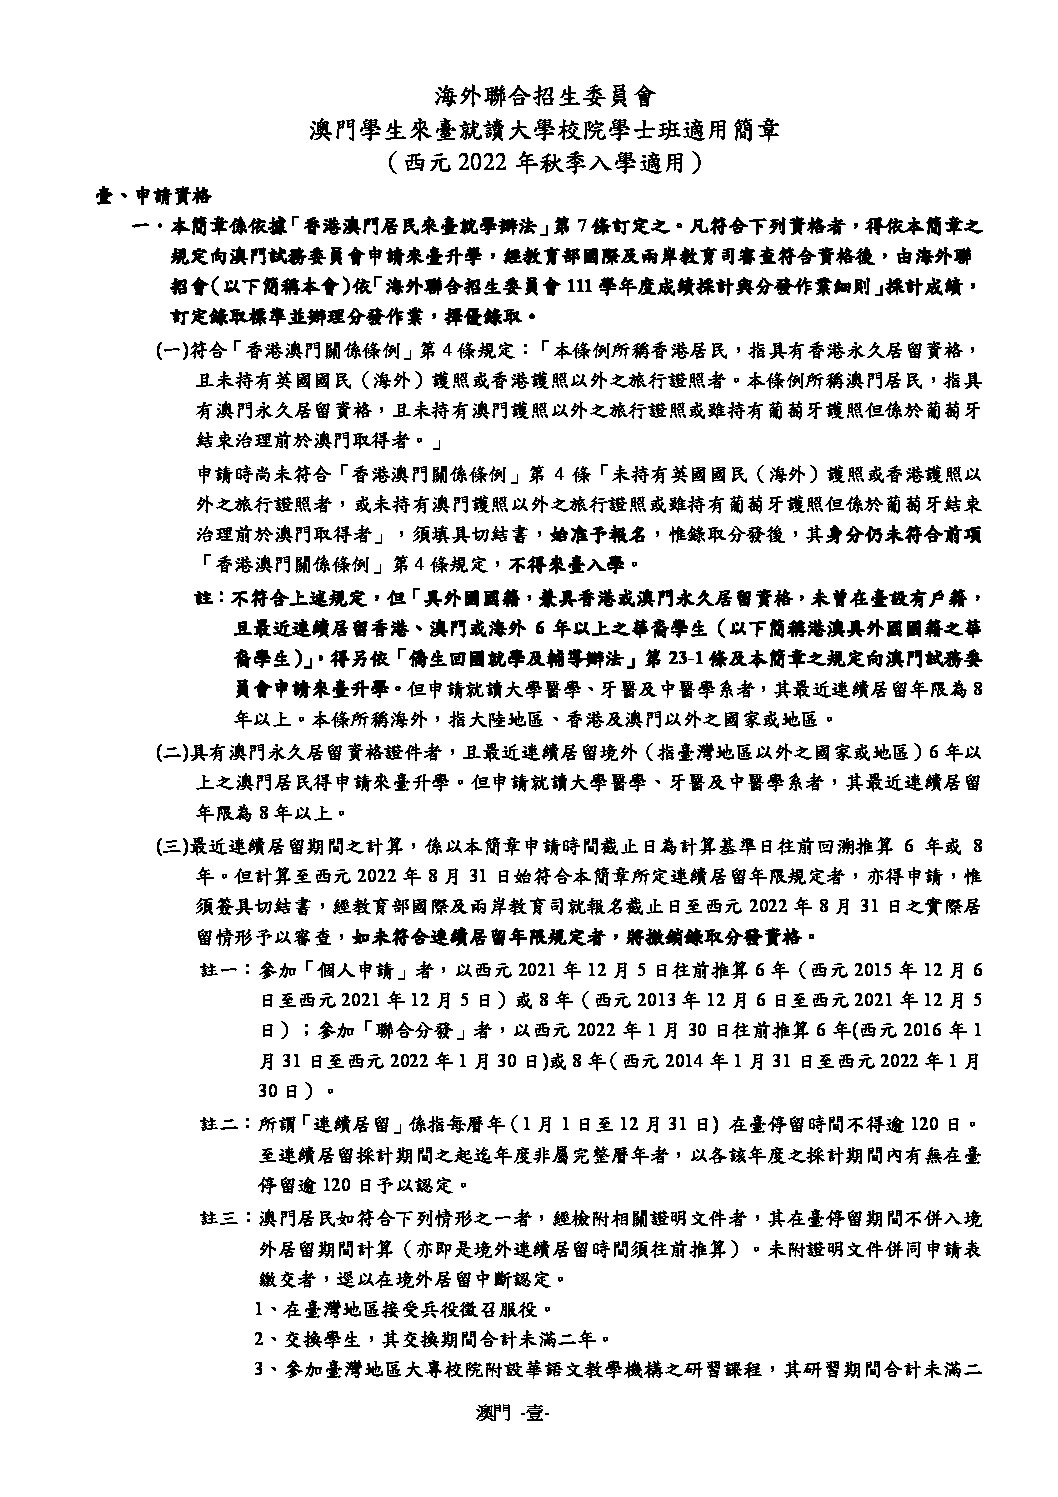 海外聯合招生委員會
澳門學生來臺就讀大學校院學士班適用簡章
（西元 2022 年秋季入學適用）
壹、申請資格
一．本簡章係依據「香港澳門居民來臺就學辦法」第 7 條訂定之。凡符合下列資格者，得依本簡章之
規定向澳門試務委員會申請來臺升學，經教育部國際及兩岸教育司審查符合資格後，由海外聯
招會（以下簡稱本會）依「海外聯合招生委員會 111 學年度成績採計與分發作業細則」採計成績，
訂定錄取標準並辦理分發作業，擇優錄取。
(一)符合「香港澳門關係條例」第 4 條規定：「本條例所稱香港居民，指具有香港永久居留資格，
且未持有英國國民（海外）護照或香港護照以外之旅行證照者。本條例所稱澳門居民，指具
有澳門永久居留資格，且未持有澳門護照以外之旅行證照或雖持有葡萄牙護照但係於葡萄牙
結束治理前於澳門取得者。」
申請時尚未符合「香港澳門關係條例」第 4 條「未持有英國國民（海外）護照或香港護照以
外之旅行證照者，或未持有澳門護照以外之旅行證照或雖持有葡萄牙護照但係於葡萄牙結束
治理前於澳門取得者」，須填具切結書，始准予報名，惟錄取分發後，其身分仍未符合前項
「香港澳門關係條例」第 4 條規定，不得來臺入學。
註：不符合上述規定，但「具外國國籍，兼具香港或澳門永久居留資格，未曾在臺設有戶籍，
且最近連續居留香港、澳門或海外 6 年以上之華裔學生（以下簡稱港澳具外國國籍之華
裔學生）」，得另依「僑生回國就學及輔導辦法」第 23-1 條及本簡章之規定向澳門試務委
員會申請來臺升學。但申請就讀大學醫學、牙醫及中醫學系者，其最近連續居留年限為 8
年以上。本條所稱海外，指大陸地區、香港及澳門以外之國家或地區。
(二)具有澳門永久居留資格證件者，且最近連續居留境外（指臺灣地區以外之國家或地區）6 年以
上之澳門居民得申請來臺升學。但申請就讀大學醫學、牙醫及中醫學系者，其最近連續居留
年限為 8 年以上。
(三)最近連續居留期間之計算，係以本簡章申請時間截止日為計算基準日往前回溯推算 6 年或 8
年。但計算至西元 2022 年 8 月 31 日始符合本簡章所定連續居留年限規定者，亦得申請，惟
須簽具切結書，經教育部國際及兩岸教育司就報名截止日至西元 2022 年 8 月 31 日之實際居
留情形予以審查，如未符合連續居留年限規定者，將撤銷錄取分發資格。
註一：參加「個人申請」者，以西元 2021 年 12 月 5 日往前推算 6 年（西元 2015 年 12 月 6
日至西元 2021 年 12 月 5 日）或 8 年（西元 2013 年 12 月 6 日至西元 2021 年 12 月 5
日）；參加「聯合分發」者，以西元 2022 年 1 月 30 日往前推算 6 年(西元 2016 年 1
月 31 日至西元 2022 年 1 月 30 日)或 8 年（西元 2014 年 1 月 31 日至西元 2022 年 1 月
30 日）。
註二：所謂「連續居留」係指每曆年（1 月 1 日至 12 月 31 日) 在臺停留時間不得逾 120 日。
至連續居留採計期間之起迄年度非屬完整曆年者，以各該年度之採計期間內有無在臺
停留逾 120 日予以認定。
註三：澳門居民如符合下列情形之一者，經檢附相關證明文件者，其在臺停留期間不併入境
外居留期間計算（亦即是境外連續居留時間須往前推算）。未附證明文件併同申請表
繳交者，逕以在境外居留中斷認定。
1、在臺灣地區接受兵役徵召服役。
2、交換學生，其交換期間合計未滿二年。
3、參加臺灣地區大專校院附設華語文教學機構之研習課程，其研習期間合計未滿二
澳門 -壹-